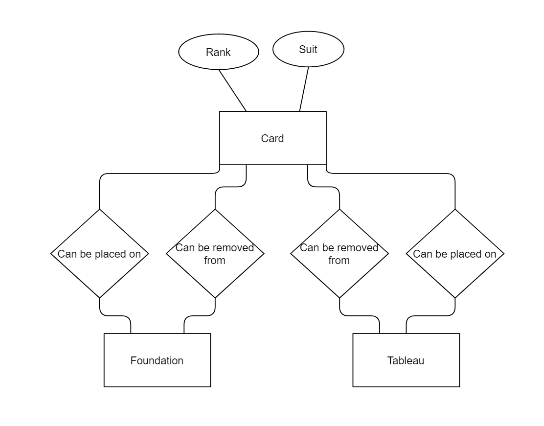 Rank
Suit
Card
Can be placed on
Can be removed
from
Can be removed
from
Can be placed on
Foundation
Tableau